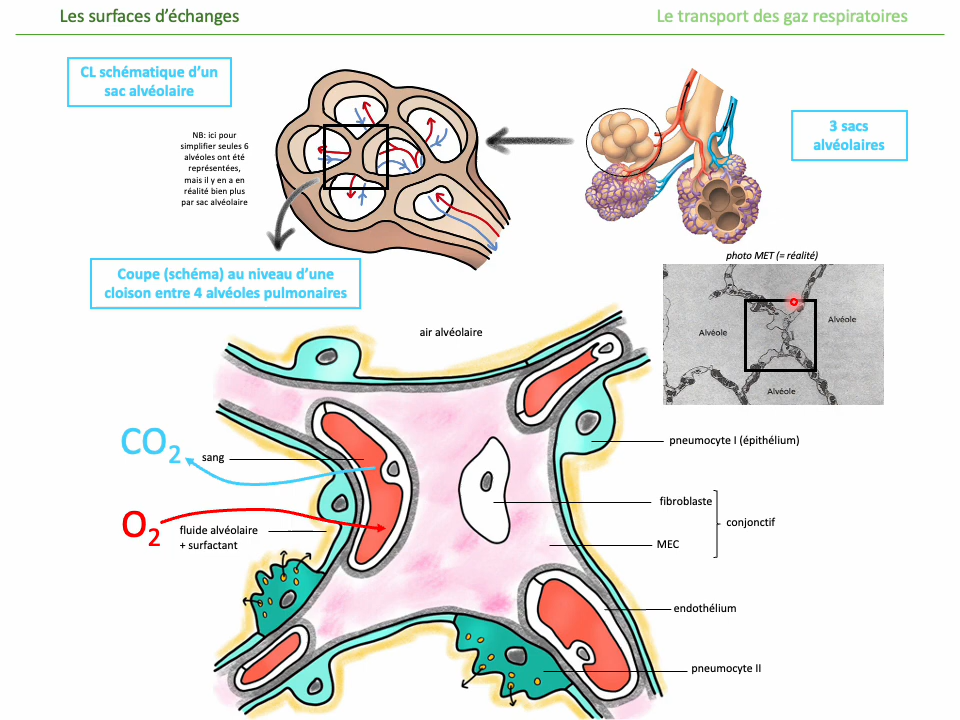 Les surfaces d'échanges
Le transport des gaz respiratoires
CL schématique d'un
sac alvéolaire
NB: ici pour
simplifier seules 6
alvéoles ont été
représentées,
mais il y en a en
réalité bien plus
par sac alvéolaire
3 sacs
alvéolaires
photo MET (= réalité)
Alvéole
Alvéole
Alvéole
Coupe (schéma) au niveau d'une
cloison entre 4 alvéoles pulmonaires
air alvéolaire
CO2
sang
O2
fluide alvéolaire
+ surfactant
pneumocyte I (épithélium)
fibroblaste
conjonctif
MEC
endothélium
pneumocyte II